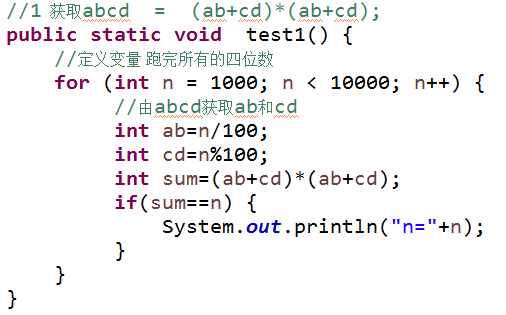 //1 获取abcd  =  (ab+cd)*(ab+cd);
public static void  test1() {
    //定义变量 跑完所有的四位数
    for (int n = 1000; n < 10000; n++) {
        //由abcd获取ab和cd
        int ab=n/100;
        int cd=n%100;
        int sum=(ab+cd)*(ab+cd);
        if(sum==n) {
            System.out.println("n="+n);
        }
    }
}